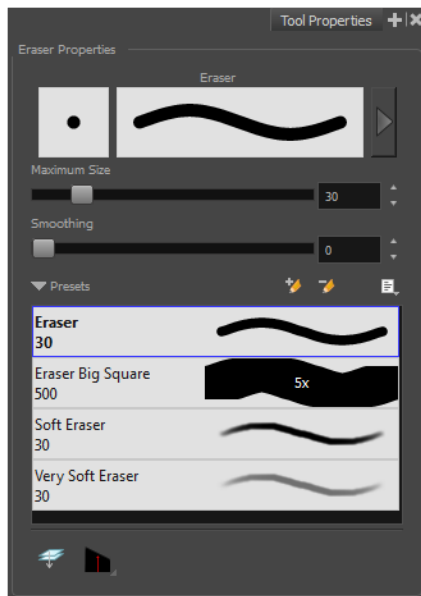 Tool Properties
Eraser Properties
Eraser
Maximum Size
30
Smoothing
0
Presets
Eraser
30
Eraser Big Square
500
5x
Soft Eraser
30
Very Soft Eraser
30